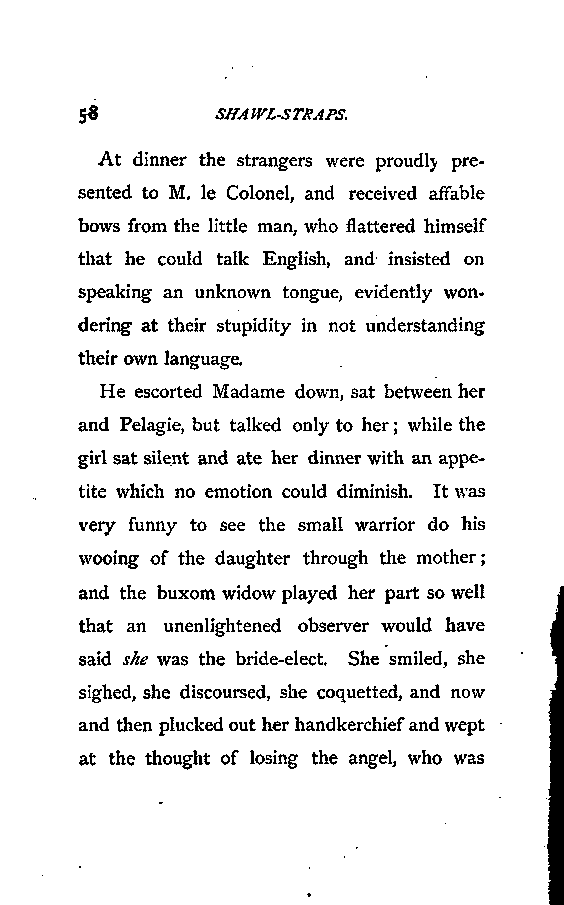 58 SHAWL-STRAPS.
At dinner the strangers were proudly pre-
sented to M. le Colonel, and received affable
bows from the little man, who flattered himself
that he could talk English, and insisted on
speaking an unknown tongue, evidently won-
dering at their stupidity in not understanding
their own language.
He escorted Madame down, sat between her
and Pelagie, but talked only to her; while the
girl sat silent and ate her dinner with an appe-
tite which no emotion could diminish. It was
very funny to see the small warrior do his
wooing of the daughter through the mother;
and the buxom widow played her part so well
that an unenlightened observer would have
said she was the bride-elect. She smiled, she
sighed, she discoursed, she coquetted, and now
and then plucked out her handkerchief and wept
at the thought of losing the angel, who was